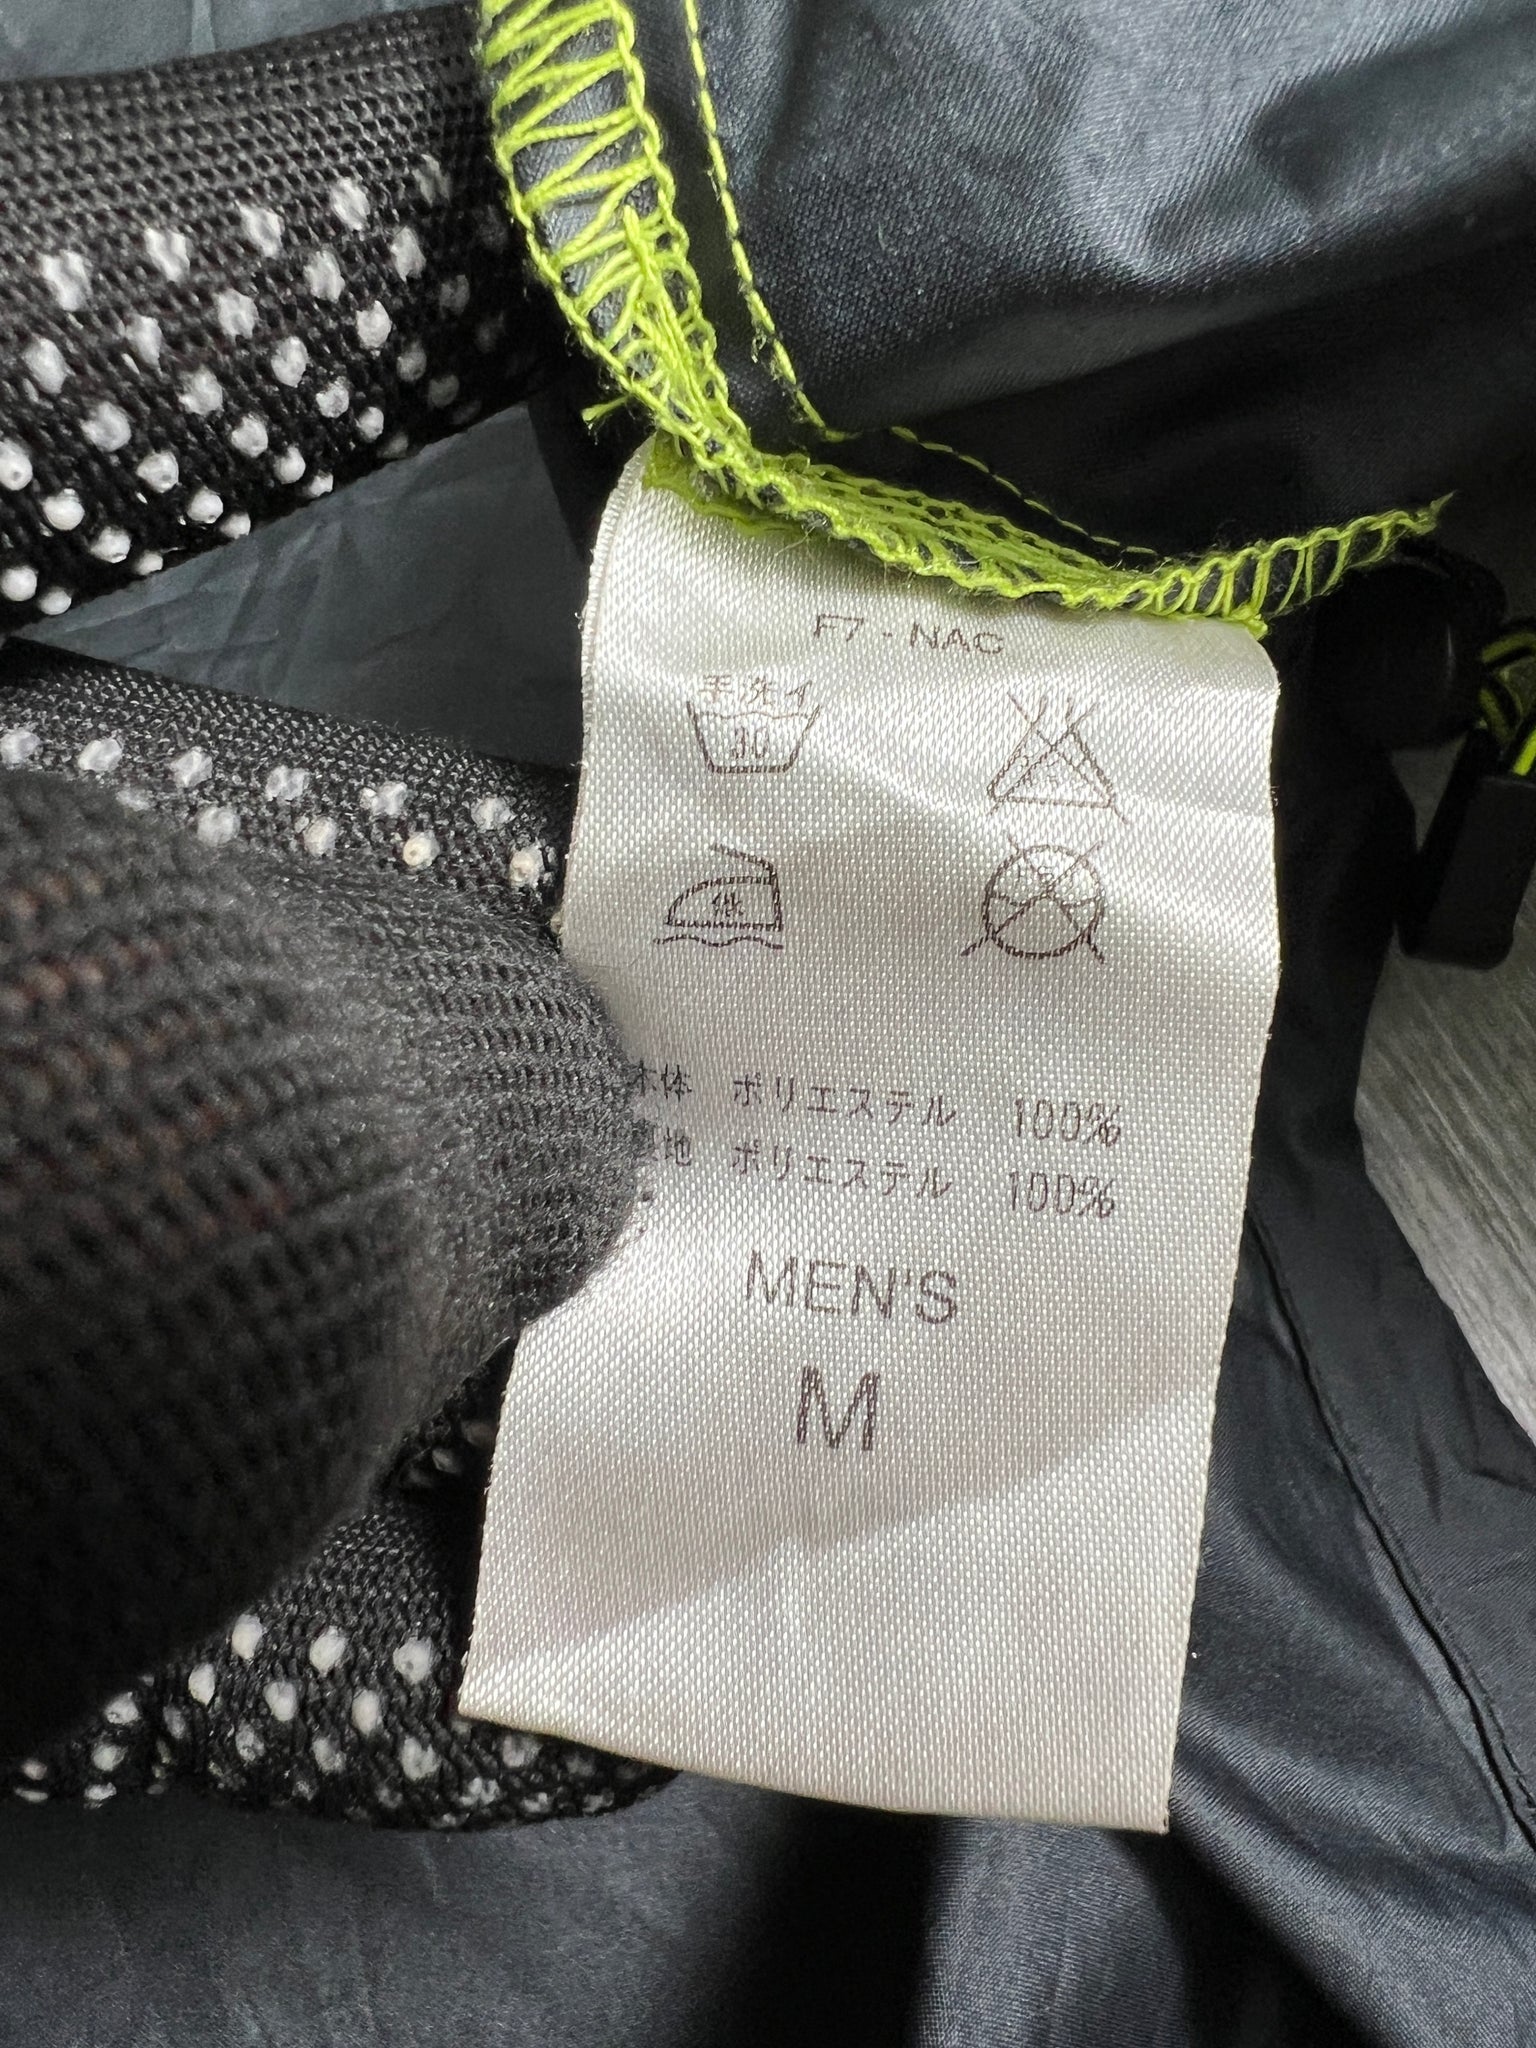 F7 - NAC
手洗イ
30
低
本体 ポリエステル 100%
地 ポリエステル 100%
MEN'S
M